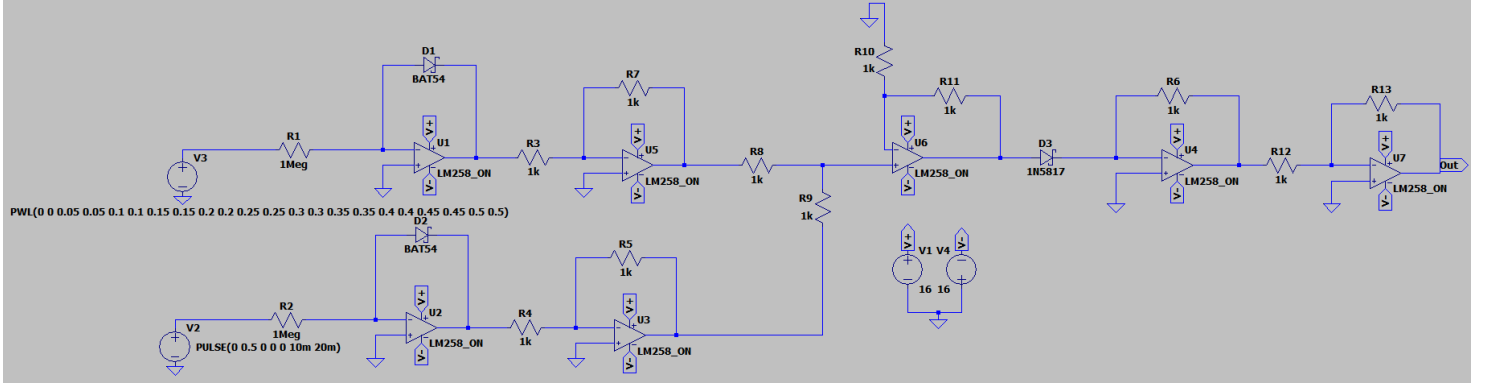 D1
BAT54
R1
1Meg
V3
V+
U1
V-
LM258_ON
R3
1k
R7
1k
V+
U5
V-
LM258_ON
R8
1k
R10
1k
R11
1k
V+
U6
V-
LM258_ON
D3
1N5817
R6
1k
V+
U4
V-
LM258_ON
R12
1k
R13
1k
V+
U7
V-
LM258_ON
Out
PWL(0 0 0.05 0.05 0.1 0.1 0.15 0.15 0.2 0.2 0.25 0.25 0.3 0.3 0.35 0.35 0.4 0.4 0.45 0.45 0.5 0.5)
D2
BAT54
R2
1Meg
V2
PULSE(0 0.5 0 0 0 10m 20m)
V+
U2
V-
LM258_ON
R4
1k
R5
1k
V+
U3
V-
LM258_ON
R9
1k
V+
V1
16
V-
V4
16